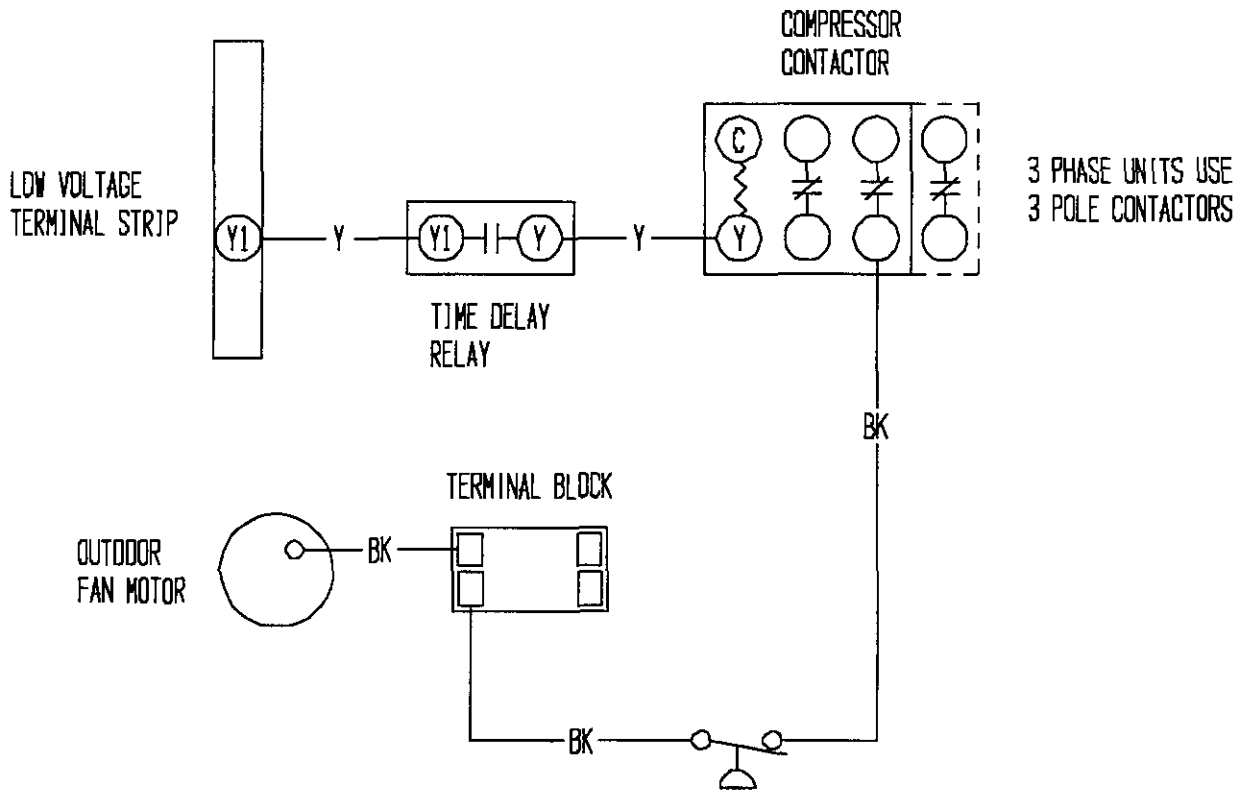 COMPRESSOR
CONTACTOR
LOW VOLTAGE
TERMINAL STRIP
C
3 PHASE UNITS USE
3 POLE CONTACTORS
Y1
Y
Y1
Y
Y
Y
TIME DELAY
RELAY
BK
TERMINAL BLOCK
OUTDOOR
FAN MOTOR
BK
BK